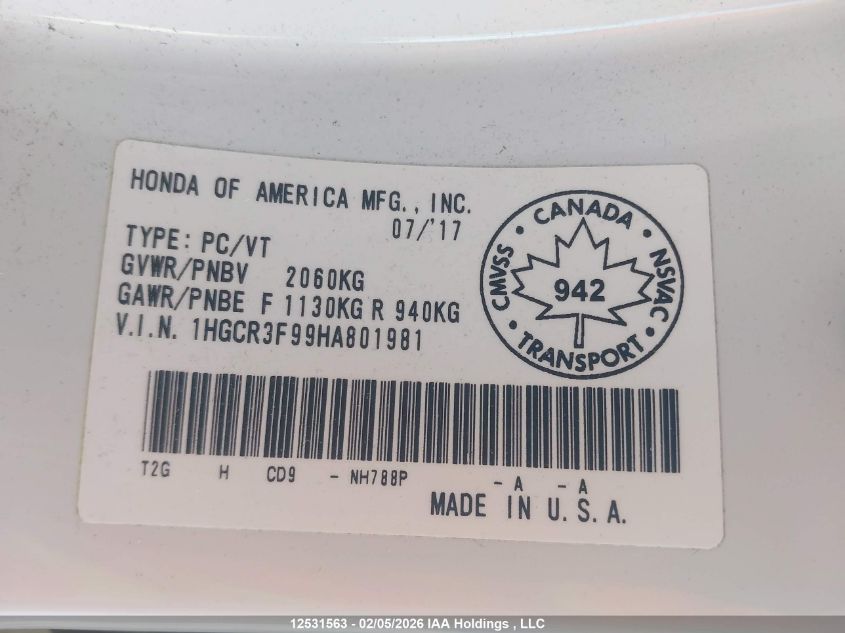 HONDA OF AMERICA MFG., INC.
07/'17
TYPE: PC/VT
GVWR/PNBV 2060KG
GAWR/PNBE F 1130KG R 940KG
V.I.N. 1HGCR3F99HA801981
CANADA
CMVSS
NSVAC
942
TRANSPORT
T2G H CD9 - NH788P - A - A
MADE IN U.S.A.
12531563 - 02/05/2026 IAA Holdings , LLC